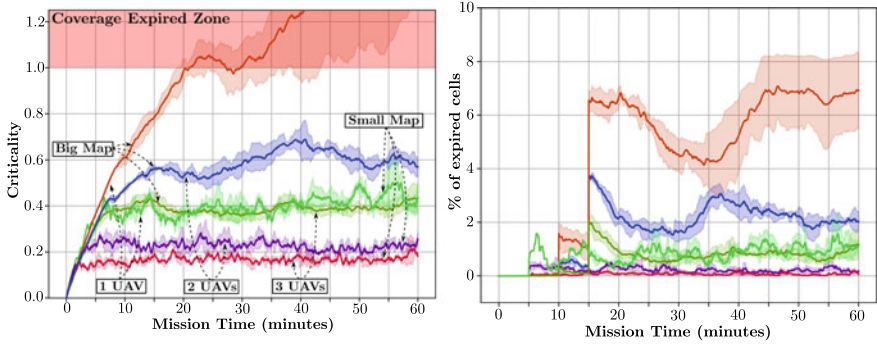 Coverage Expired Zone
1.2
1.0
0.8
0.6
0.4
0.2
0.0
Criticality
Small Map
Big Map
1 UAV
2 UAVs
3 UAVs
0
10
20
30
40
50
60
Mission Time (minutes)
10
8
6
4
2
0
% of expired cells
0
10
20
30
40
50
60
Mission Time (minutes)